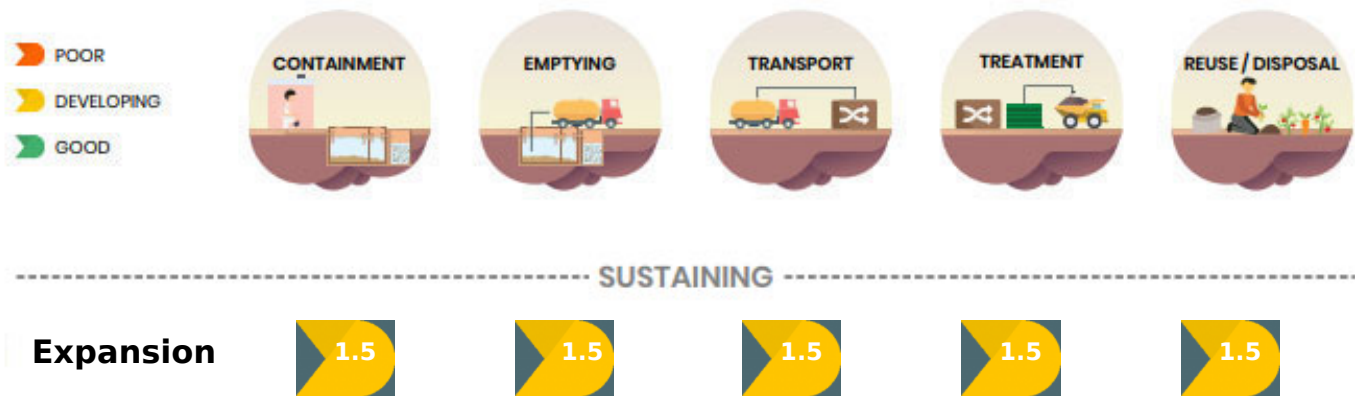 POOR
DEVELOPING
GOOD
CONTAINMENT
EMPTYING
TRANSPORT
TREATMENT
REUSE / DISPOSAL
SUSTAINING
Expansion 1.5 1.5 1.5 1.5 1.5